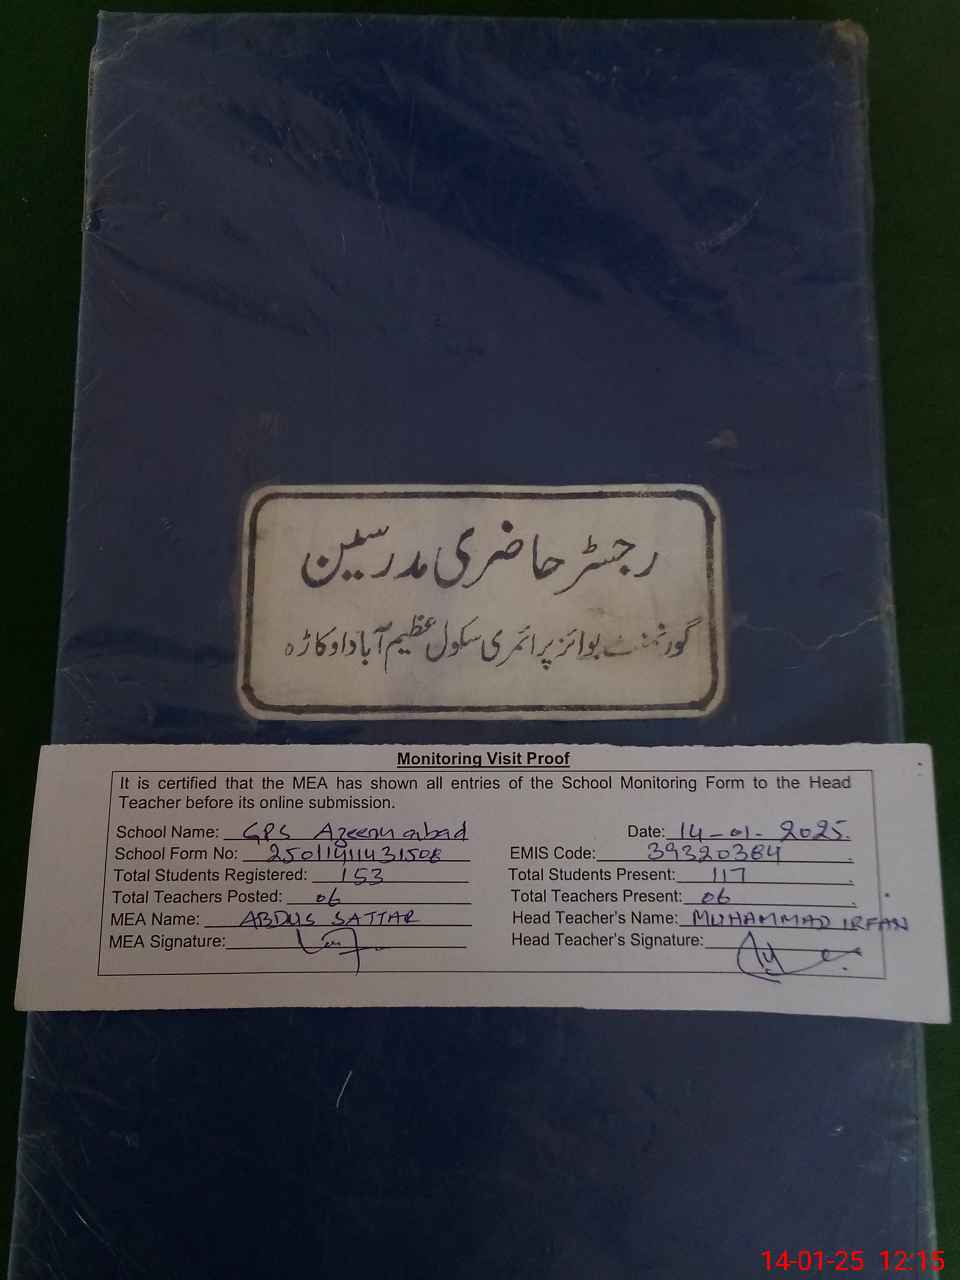 رجسٹر حاضری مدرسین
گورنمنٹ بوائز پرائمری سکول عظیم آباد اوکاڑہ
Monitoring Visit Proof
It is certified that the MEA has shown all entries of the School Monitoring Form to the Head
Teacher before its online submission.
School Name: GPS Azeem abad Date: 14-01-2025.
School Form No: 25011411431508 EMIS Code: 39320384
Total Students Registered: 153 Total Students Present: 117
Total Teachers Posted: 06 Total Teachers Present: 06
MEA Name: ABDUS SATTAR Head Teacher's Name: MUHAMMAD IRFAN
MEA Signature: Head Teacher's Signature:
14-01-25 12:15